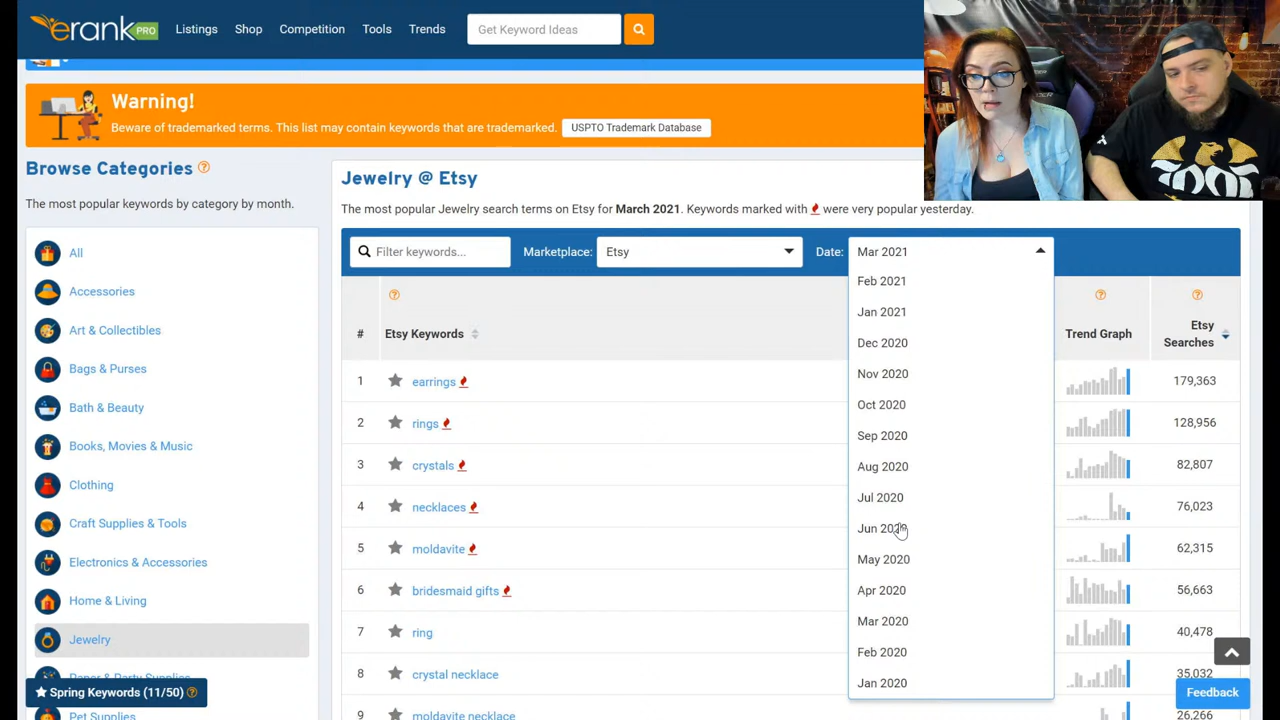 erank PRO
Listings Shop Competition Tools Trends Get Keyword Ideas
Warning!
Beware of trademarked terms. This list may contain keywords that are trademarked. USPTO Trademark Database
Browse Categories ?
The most popular keywords by category by month.
All
Accessories
Art & Collectibles
Bags & Purses
Bath & Beauty
Books, Movies & Music
Clothing
Craft Supplies & Tools
Electronics & Accessories
Home & Living
Jewelry
Paper & Party Supplies
Pet Supplies
Spring Keywords (11/50) ?
Jewelry @ Etsy
The most popular Jewelry search terms on Etsy for March 2021. Keywords marked with were very popular yesterday.
Filter keywords... Marketplace: Etsy Date: Mar 2021
Feb 2021
Jan 2021
Dec 2020
Nov 2020
Oct 2020
Sep 2020
Aug 2020
Jul 2020
Jun 2020
May 2020
Apr 2020
Mar 2020
Feb 2020
Jan 2020
? ? ?
# Etsy Keywords Trend Graph Etsy Searches
1 earrings 179,363
2 rings 128,956
3 crystals 82,807
4 necklaces 76,023
5 moldavite 62,315
6 bridesmaid gifts 56,663
7 ring 40,478
8 crystal necklace 35,032
9 moldavite necklace 26,266
Feedback